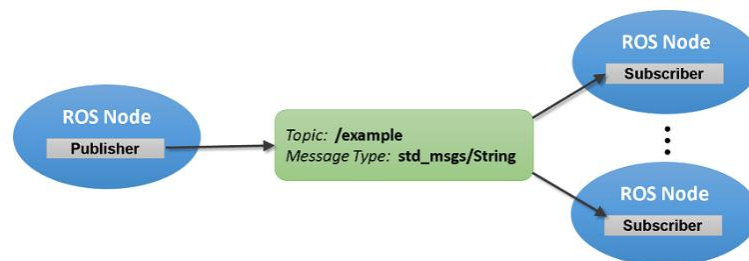 ROS Node
Publisher
Topic: /example
Message Type: std_msgs/String
ROS Node
Subscriber
ROS Node
Subscriber